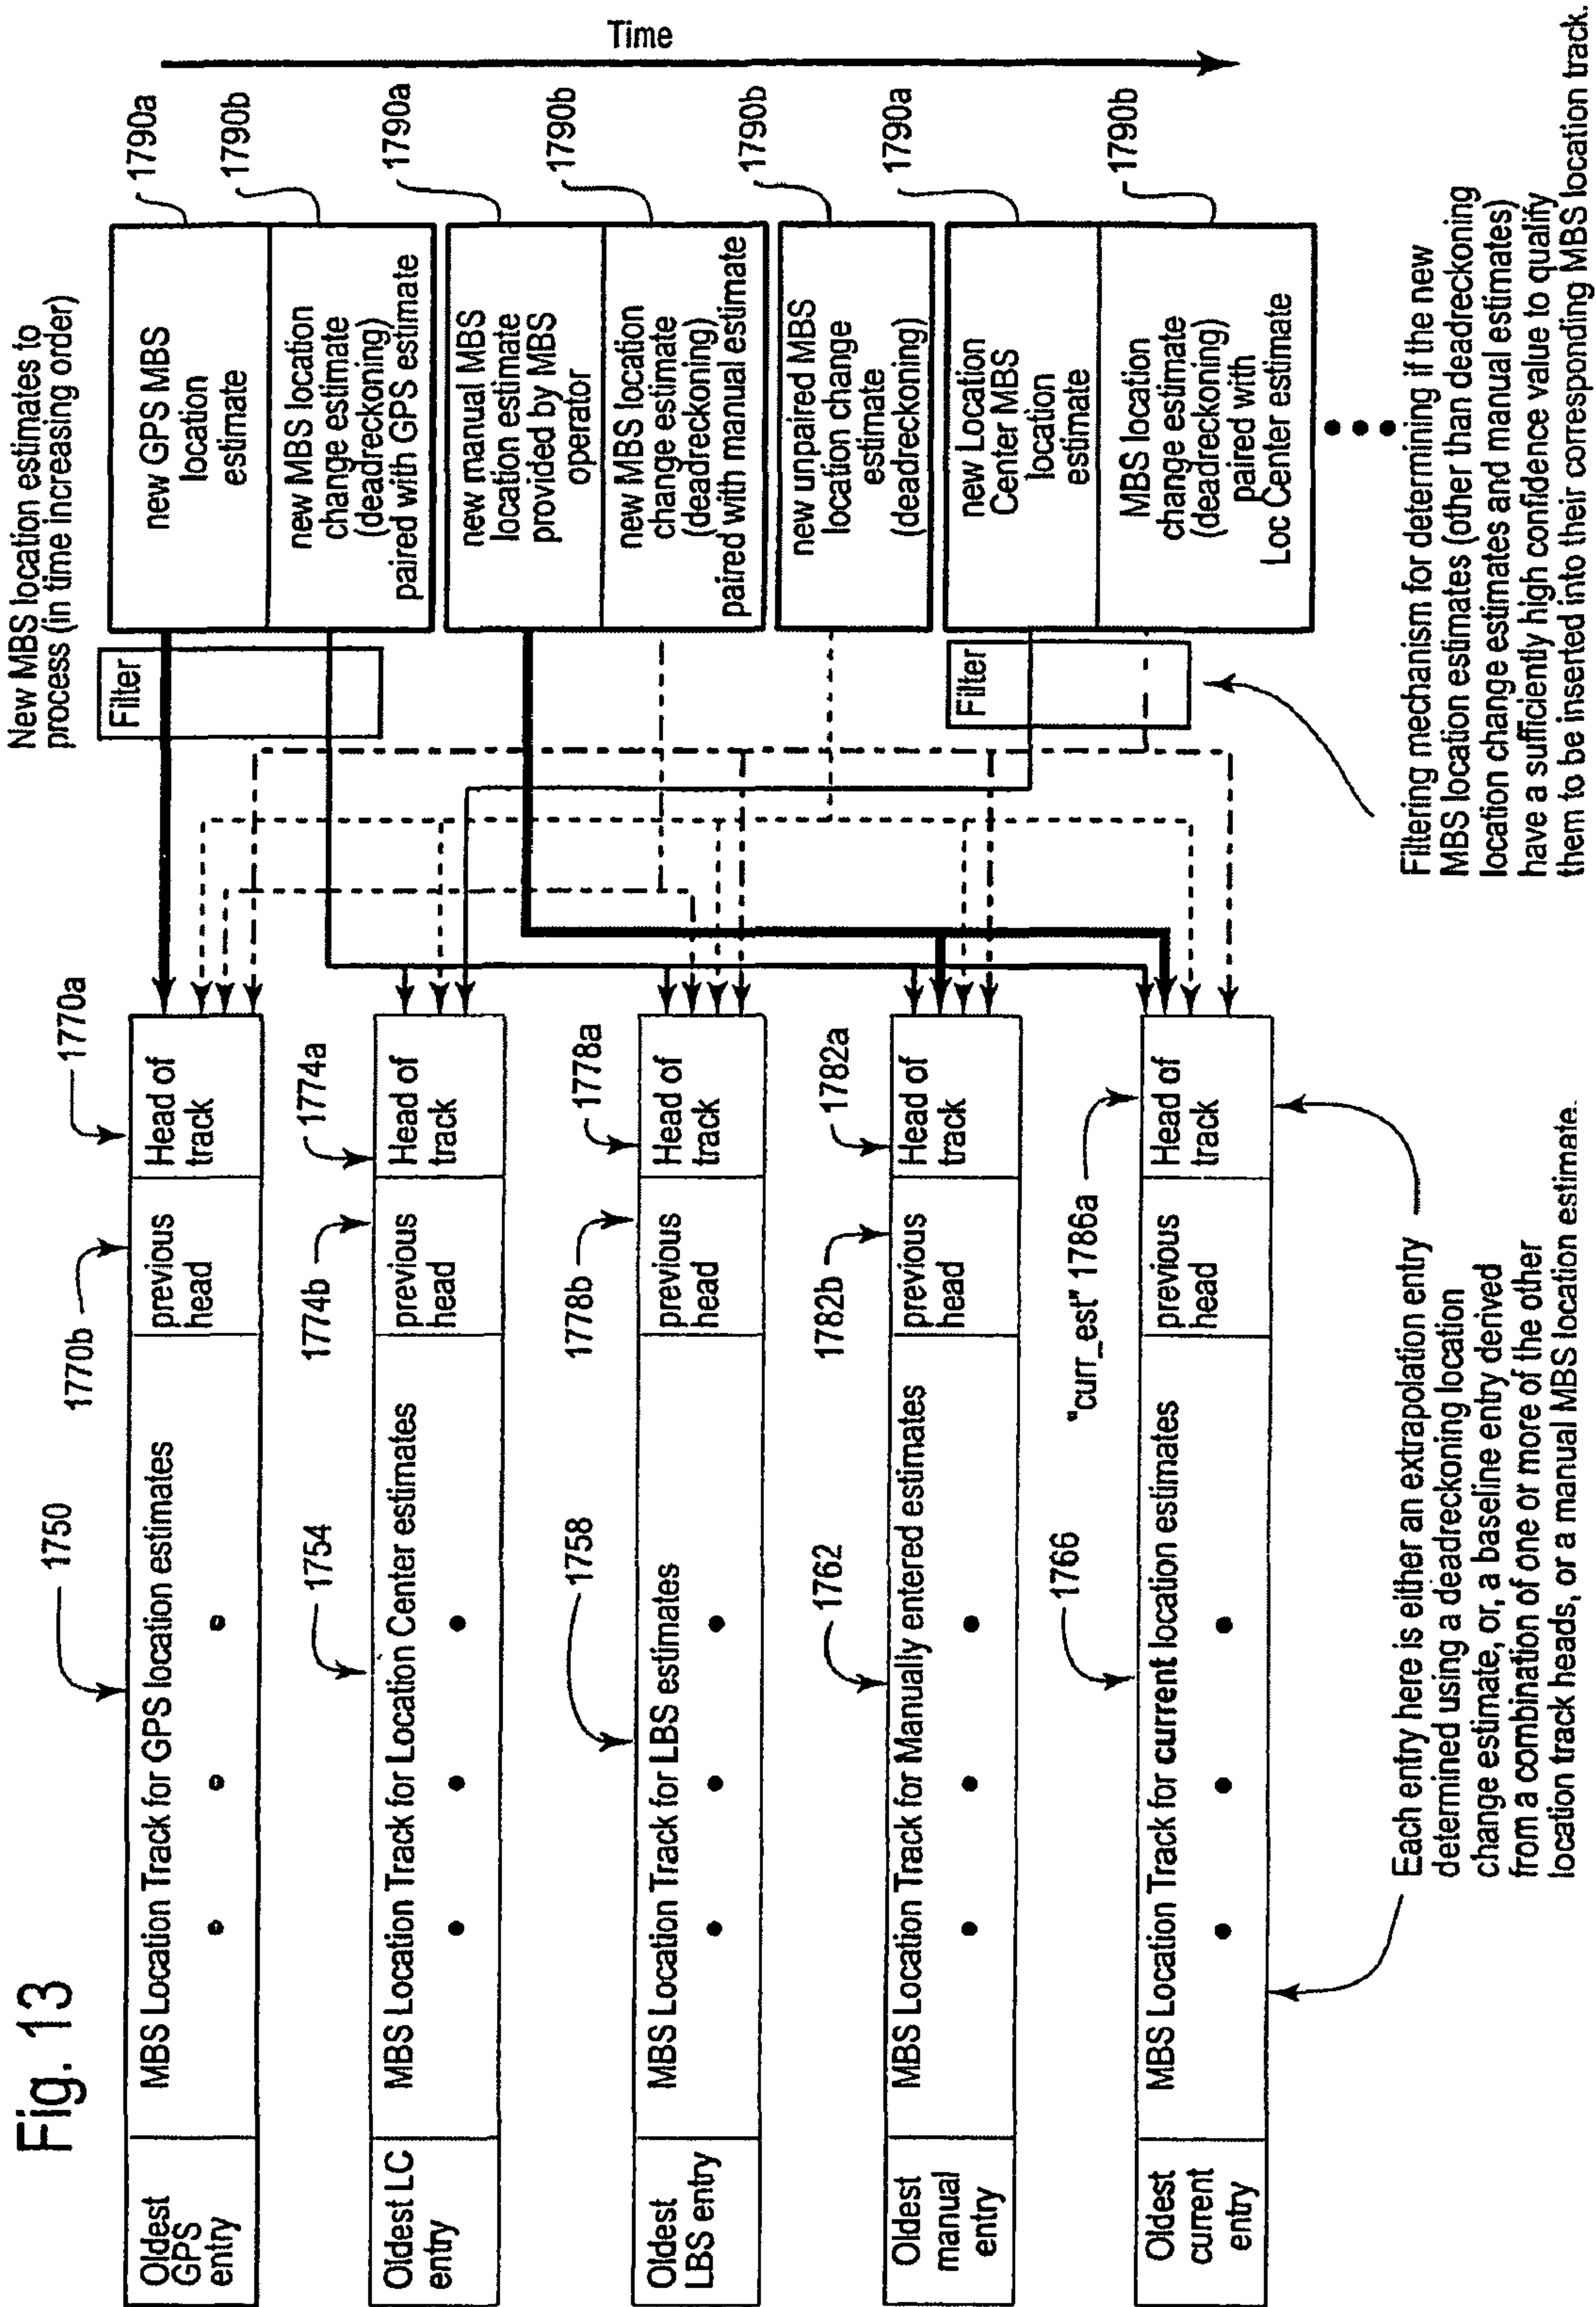 Fig. 13
New MBS location estimates to
process (in time increasing order)
Time
Oldest
GPS
entry
MBS Location Track for GPS location estimates
previous
head
Head of
track
1750
1770b
1770a
Oldest LC
entry
MBS Location Track for Location Center estimates
previous
head
Head of
track
1754
1774b
1774a
Oldest
LBS entry
MBS Location Track for LBS estimates
previous
head
Head of
track
1758
1778b
1778a
Oldest
manual
entry
MBS Location Track for Manually entered estimates
previous
head
Head of
track
1762
1782b
1782a
Oldest
current
entry
MBS Location Track for current location estimates
previous
head
Head of
track
1766
"curr_est" 1786a
Filter
Filter
new GPS MBS
location
estimate
1790a
new MBS location
change estimate
(deadreckoning)
paired with GPS estimate
1790b
new manual MBS
location estimate
provided by MBS
operator
1790a
new MBS location
change estimate
(deadreckoning)
paired with manual estimate
1790b
new unpaired MBS
location change
estimate
(deadreckoning)
1790b
new Location
Center MBS
location
estimate
1790a
MBS location
change estimate
(deadreckoning)
paired with
Loc Center estimate
1790b
Each entry here is either an extrapolation entry
determined using a deadreckoning location
change estimate, or, a baseline entry derived
from a combination of one or more of the other
location track heads, or a manual MBS location estimate.
Filtering mechanism for determining if the new
MBS location estimates (other than deadreckoning
location change estimates and manual estimates)
have a sufficiently high confidence value to qualify
them to be inserted into their corresponding MBS location track.